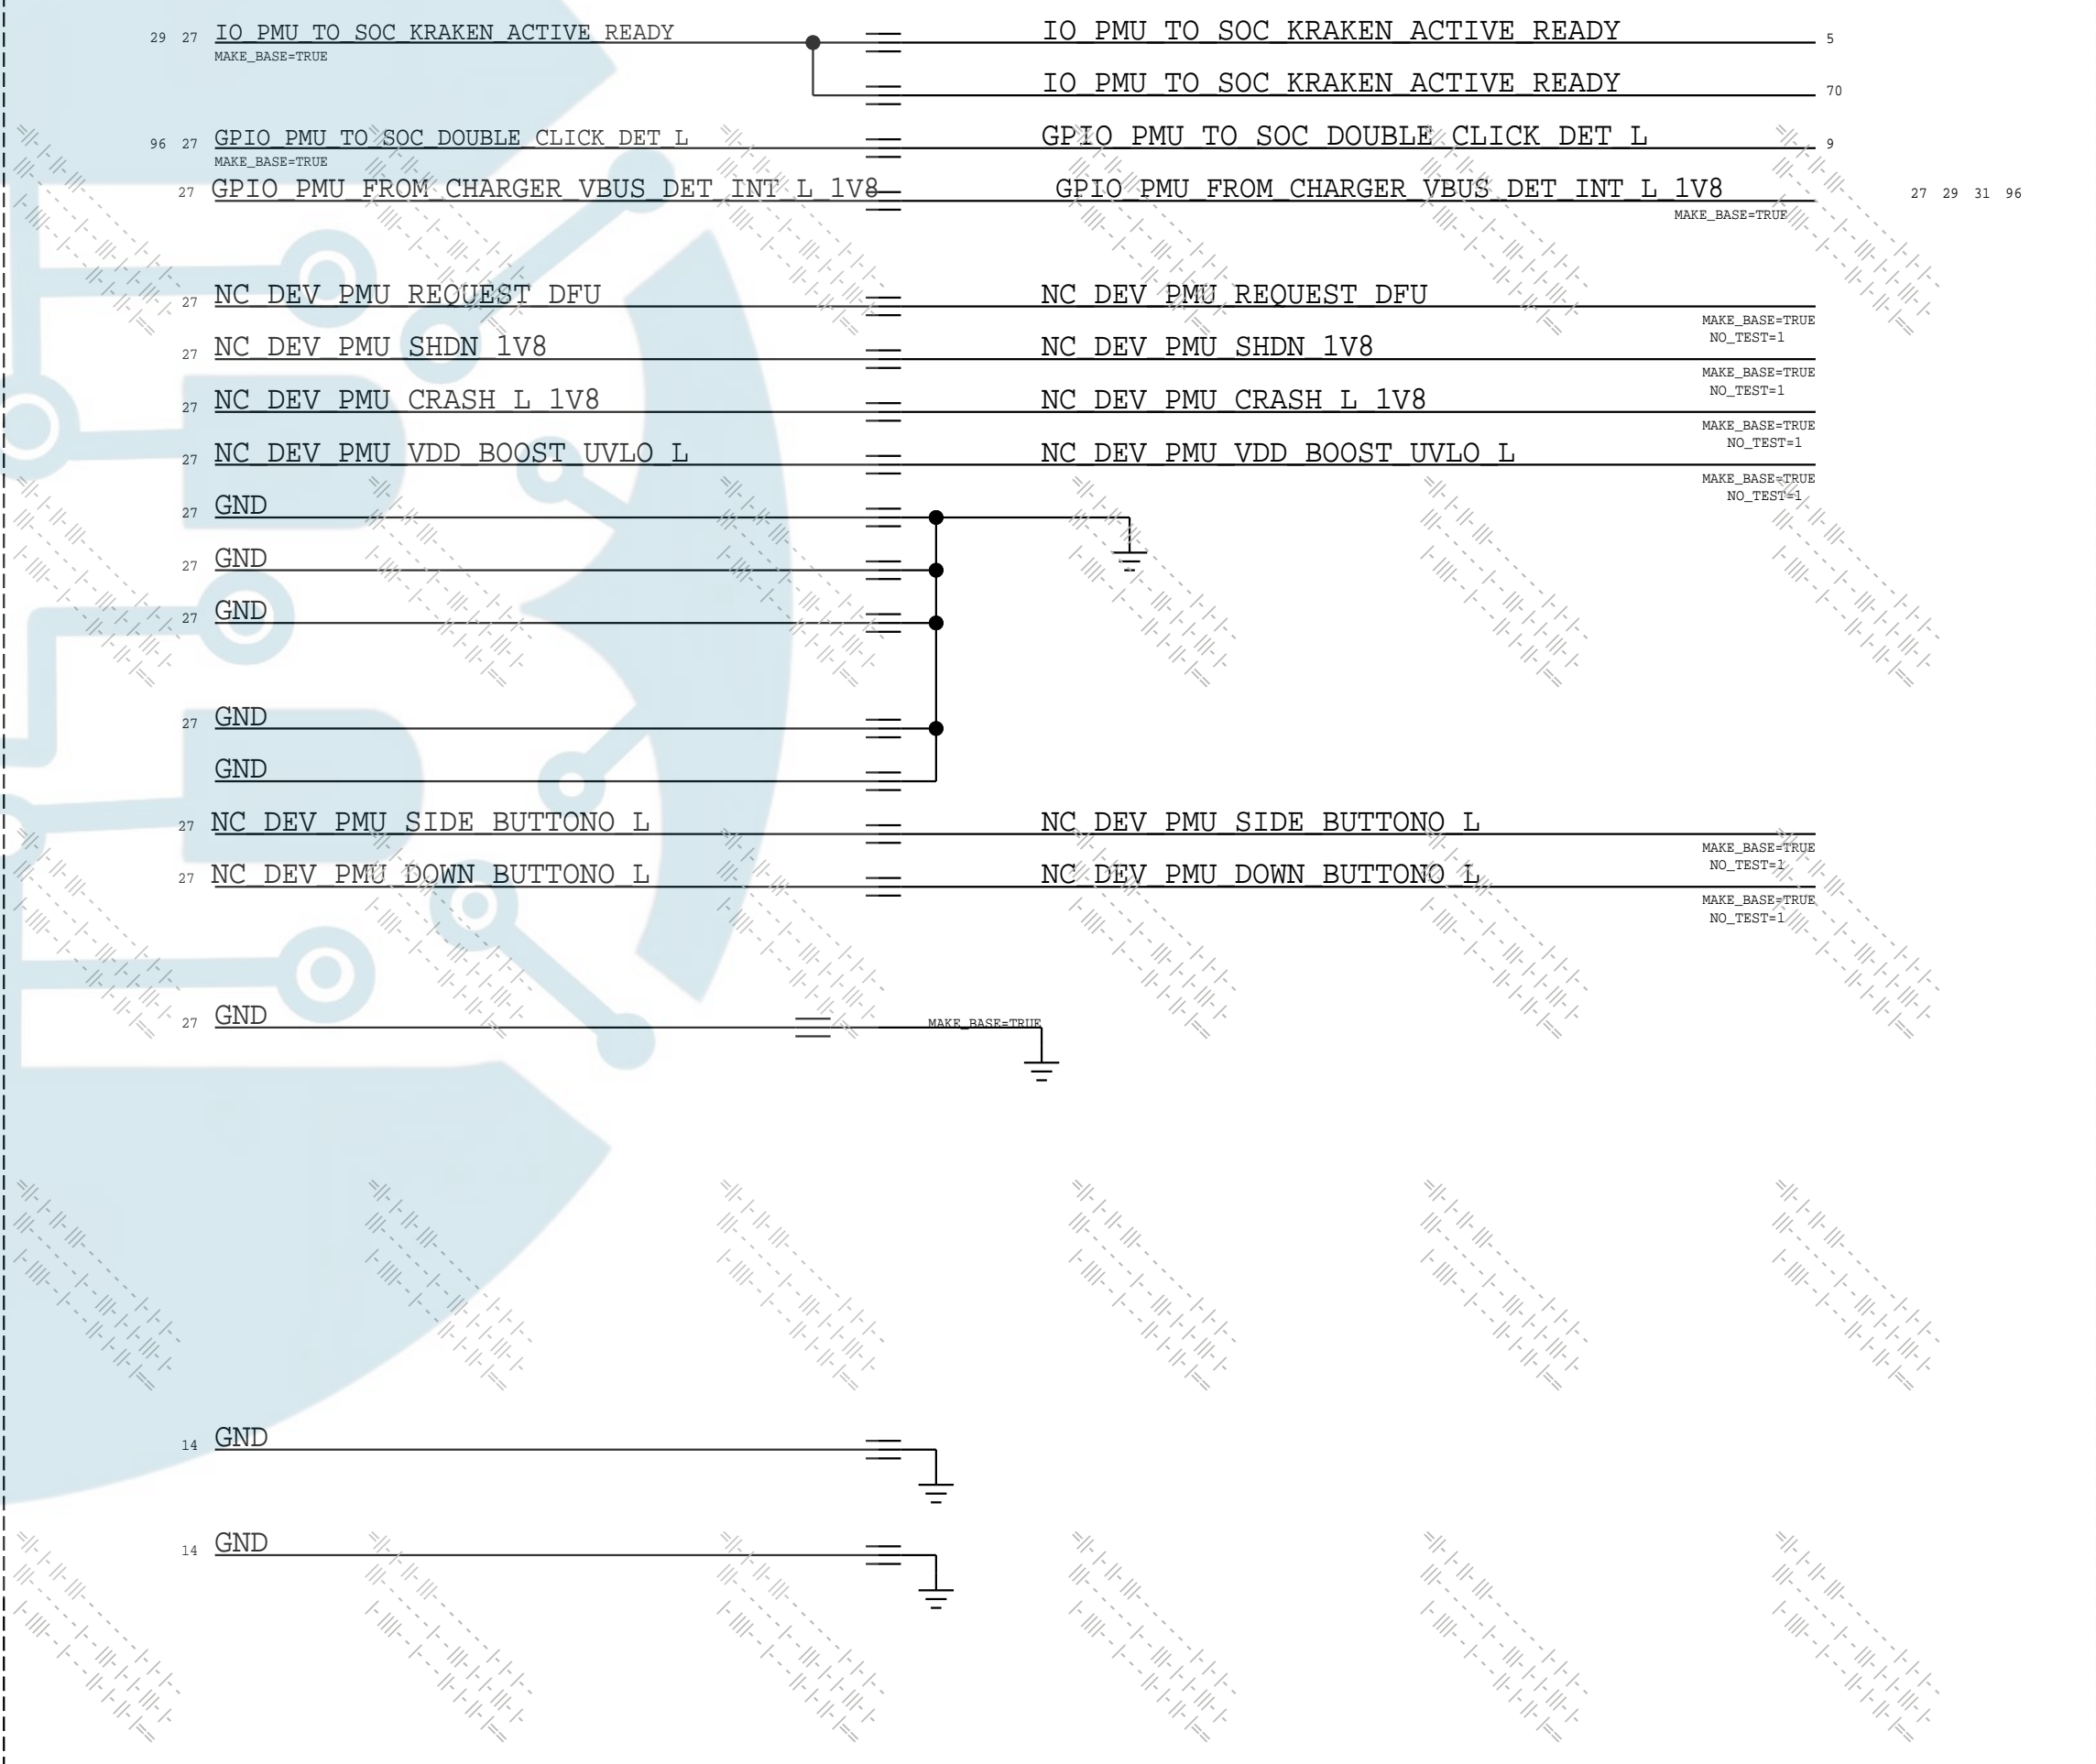 29 27 IO_PMU_TO_SOC_KRAKEN_ACTIVE_READY IO_PMU_TO_SOC_KRAKEN_ACTIVE_READY 5
MAKE_BASE=TRUE
IO_PMU_TO_SOC_KRAKEN_ACTIVE_READY 70
96 27 GPIO_PMU_TO_SOC_DOUBLE_CLICK_DET_L GPIO_PMU_TO_SOC_DOUBLE_CLICK_DET_L 9
MAKE_BASE=TRUE
27 GPIO_PMU_FROM_CHARGER_VBUS_DET_INT_L_1V8 GPIO_PMU_FROM_CHARGER_VBUS_DET_INT_L_1V8 27 29 31 96
MAKE_BASE=TRUE
27 NC_DEV_PMU_REQUEST_DFU NC_DEV_PMU_REQUEST_DFU
MAKE_BASE=TRUE
NO_TEST=1
27 NC_DEV_PMU_SHDN_1V8 NC_DEV_PMU_SHDN_1V8
MAKE_BASE=TRUE
NO_TEST=1
27 NC_DEV_PMU_CRASH_L_1V8 NC_DEV_PMU_CRASH_L_1V8
MAKE_BASE=TRUE
NO_TEST=1
27 NC_DEV_PMU_VDD_BOOST_UVLO_L NC_DEV_PMU_VDD_BOOST_UVLO_L
MAKE_BASE=TRUE
NO_TEST=1
27 GND
27 GND
27 GND
27 GND
GND
27 NC_DEV_PMU_SIDE_BUTTONO_L NC_DEV_PMU_SIDE_BUTTONO_L
MAKE_BASE=TRUE
NO_TEST=1
27 NC_DEV_PMU_DOWN_BUTTONO_L NC_DEV_PMU_DOWN_BUTTONO_L
MAKE_BASE=TRUE
NO_TEST=1
27 GND MAKE_BASE=TRUE
14 GND
14 GND